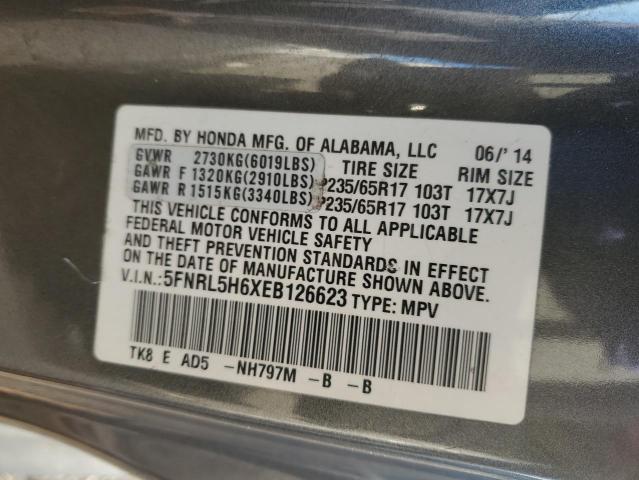 MFD. BY HONDA MFG. OF ALABAMA, LLC 06/' 14
GVWR 2730KG(6019LBS) TIRE SIZE RIM SIZE
GAWR F 1320KG(2910LBS) P235/65R17 103T 17X7J
GAWR R 1515KG(3340LBS) P235/65R17 103T 17X7J
THIS VEHICLE CONFORMS TO ALL APPLICABLE
FEDERAL MOTOR VEHICLE SAFETY
AND THEFT PREVENTION STANDARDS IN EFFECT
ON THE DATE OF MANUFACTURE SHOWN ABOVE.
V.I.N.:5FNRL5H6XEB126623 TYPE: MPV
TK8 E AD5 -NH797M -B -B